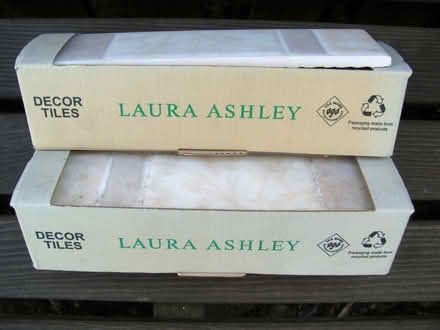 DECOR
TILES
LAURA ASHLEY
Packaging made from
recycled products
DECOR
TILES
LAURA ASHLEY
Packaging made from
recycled products